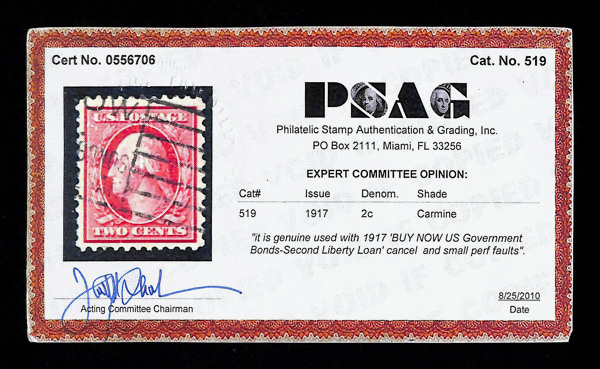 Cert No. 0556706
Cat. No. 519
U.S. POSTAGE
TWO CENTS
PSAG
Philatelic Stamp Authentication & Grading, Inc.
PO Box 2111, Miami, FL 33256
EXPERT COMMITTEE OPINION:
Cat# Issue Denom. Shade
519 1917 2c Carmine
"it is genuine used with 1917 'BUY NOW US Government
Bonds-Second Liberty Loan' cancel and small perf faults".
Acting Committee Chairman
8/25/2010
Date
VOID IF COPIED